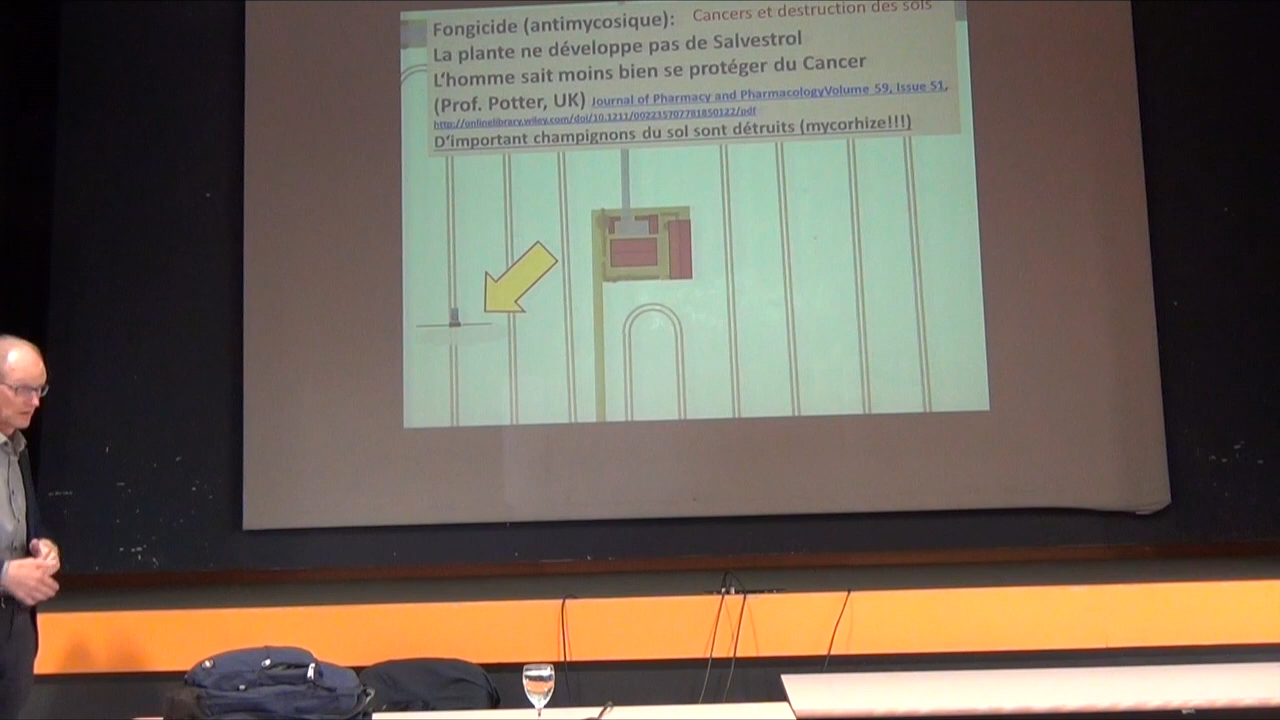 Fongicide (antimycosique): Cancers et destruction des sols
La plante ne développe pas de Salvestrol
L'homme sait moins bien se protéger du Cancer
(Prof. Potter, UK) Journal of Pharmacy and PharmacologyVolume 59, Issue S1,
http://onlinelibrary.wiley.com/doi/10.1211/002235707781850122/pdf
D'important champignons du sol sont détruits (mycorhize!!!)